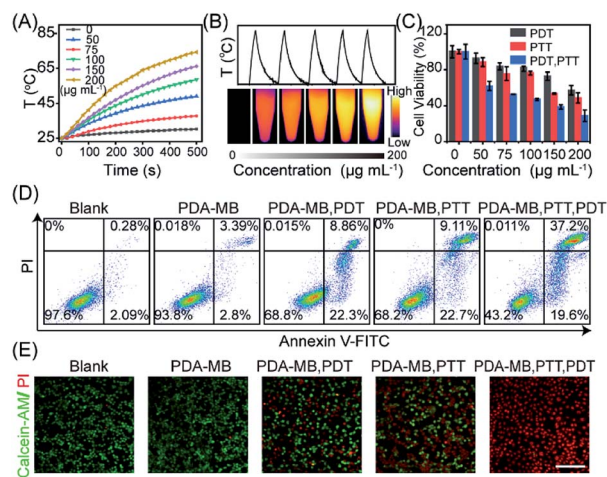 (A)
T (°C)
85
65
45
25
0
50
75
100
150
200
(μg mL⁻¹)
0 100 200 300 400 500
Time (s)
(B)
T (°C)
High
Low
0
200
Concentration (μg mL⁻¹)
(C)
Cell Viability (%)
120
80
40
0
PDT
PTT
PDT,PTT
0 50 75 100 150 200
Concentration (μg mL⁻¹)
(D)
Blank PDA-MB PDA-MB,PDT PDA-MB,PTT PDA-MB,PTT,PDT
0% 0.28% 0.018% 3.39% 0.015% 8.86% 0% 9.11% 0.011% 37.2%
PI
97.6% 2.09% 93.8% 2.8% 68.8% 22.3% 68.2% 22.7% 43.2% 19.6%
Annexin V-FITC
(E)
Blank PDA-MB PDA-MB,PDT PDA-MB,PTT PDA-MB,PTT,PDT
Calcein-AM/ PI